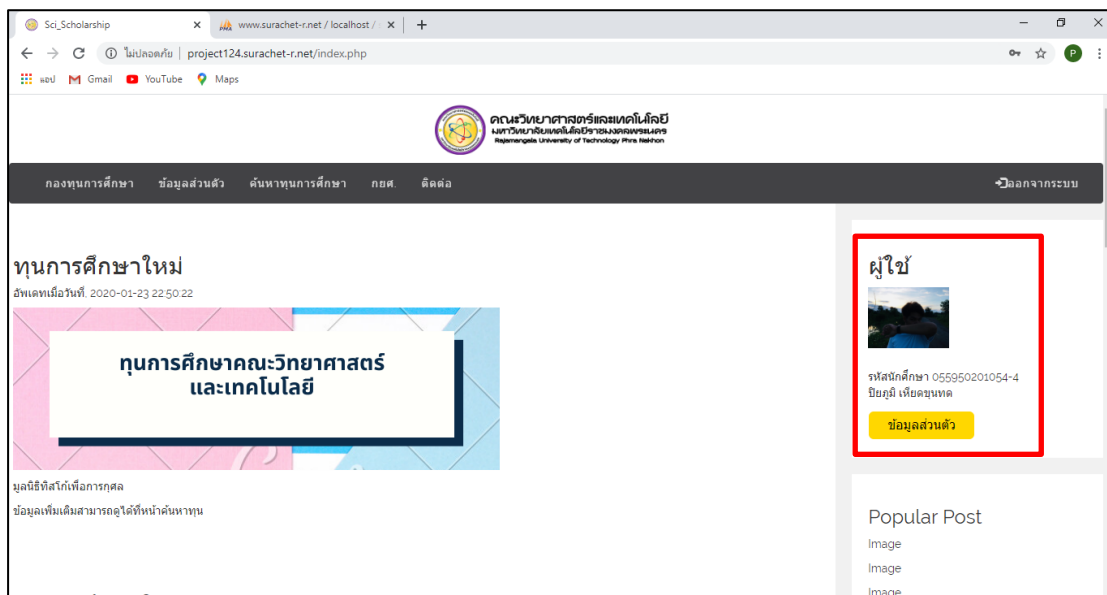 Sci_Scholarship
www.surachet-r.net / localhost /
ไม่ปลอดภัย | project124.surachet-r.net/index.php
P
แอป Gmail YouTube Maps
คณะวิทยาศาสตร์และเทคโนโลยี
มหาวิทยาลัยเทคโนโลยีราชมงคลพระนคร
Rajamangala University of Technology Phra Nakhon
กองทุนการศึกษา ข้อมูลส่วนตัว ค้นหาทุนการศึกษา กยศ. ติดต่อ ออกจากระบบ
ทุนการศึกษาใหม่
อัพเดทเมื่อวันที่. 2020-01-23 22:50:22
ทุนการศึกษาคณะวิทยาศาสตร์
และเทคโนโลยี
มูลนิธิทิสโก้เพื่อการกุศล
ข้อมูลเพิ่มเติมสามารถดูได้ที่หน้าค้นหาทุน
ผู้ใช้
รหัสนักศึกษา 055950201054-4
ปิยภูมิ เหียดขุนทด
ข้อมูลส่วนตัว
Popular Post
Image
Image
Image